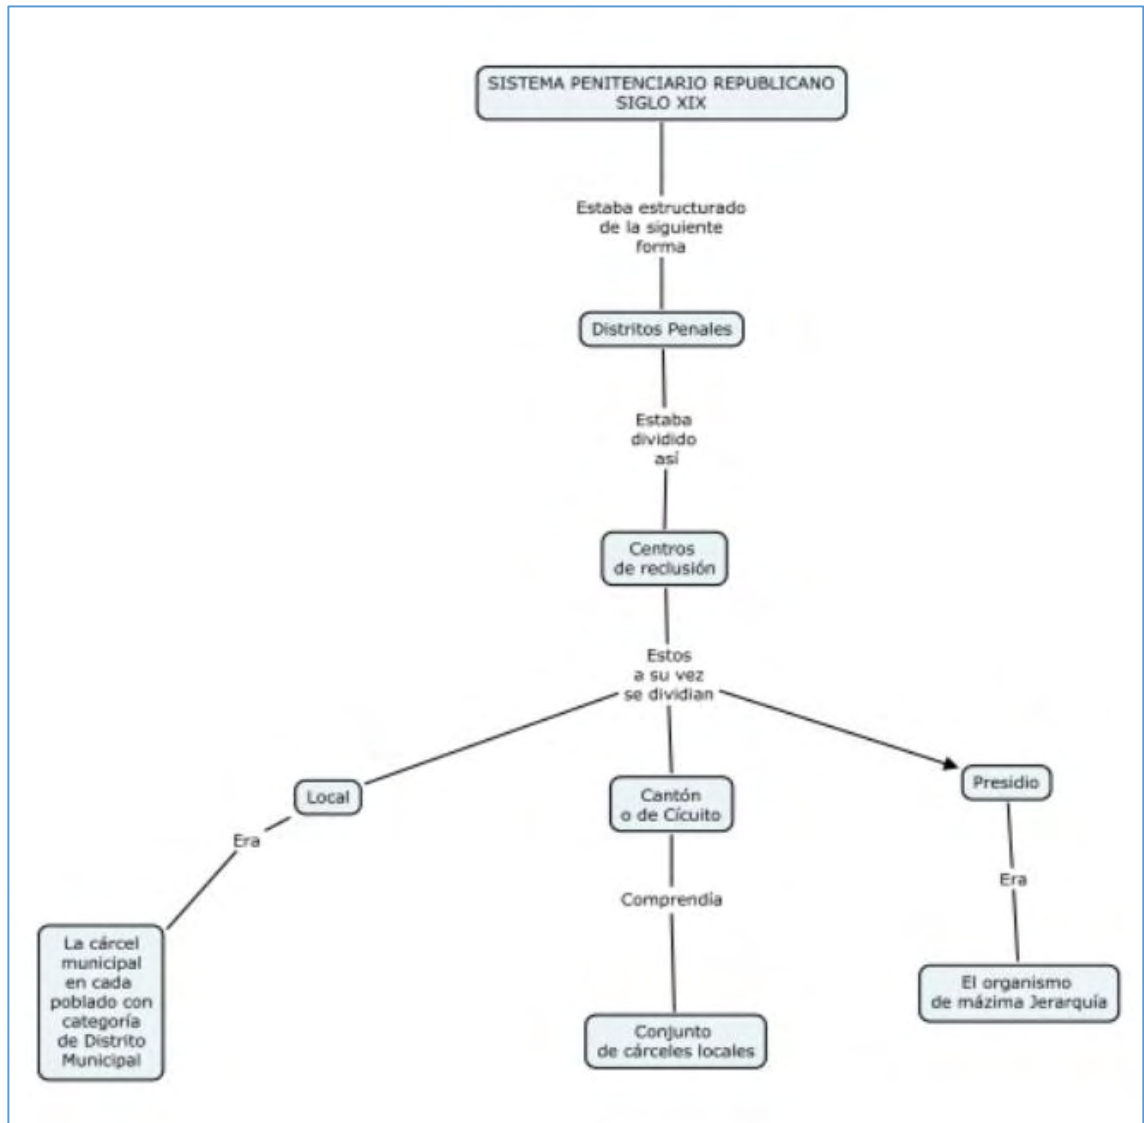 SISTEMA PENITENCIARIO REPUBLICANO
SIGLO XIX
Estaba estructurado
de la siguiente
forma
Distritos Penales
Estaba
dividido
así
Centros
de reclusión
Estos
a su vez
se dividian
Local
Era
La cárcel
municipal
en cada
poblado con
categoría
de Distrito
Municipal
Cantón
o de Cícuito
Comprendía
Conjunto
de cárceles locales
Presidio
Era
El organismo
de mázima Jerarquía